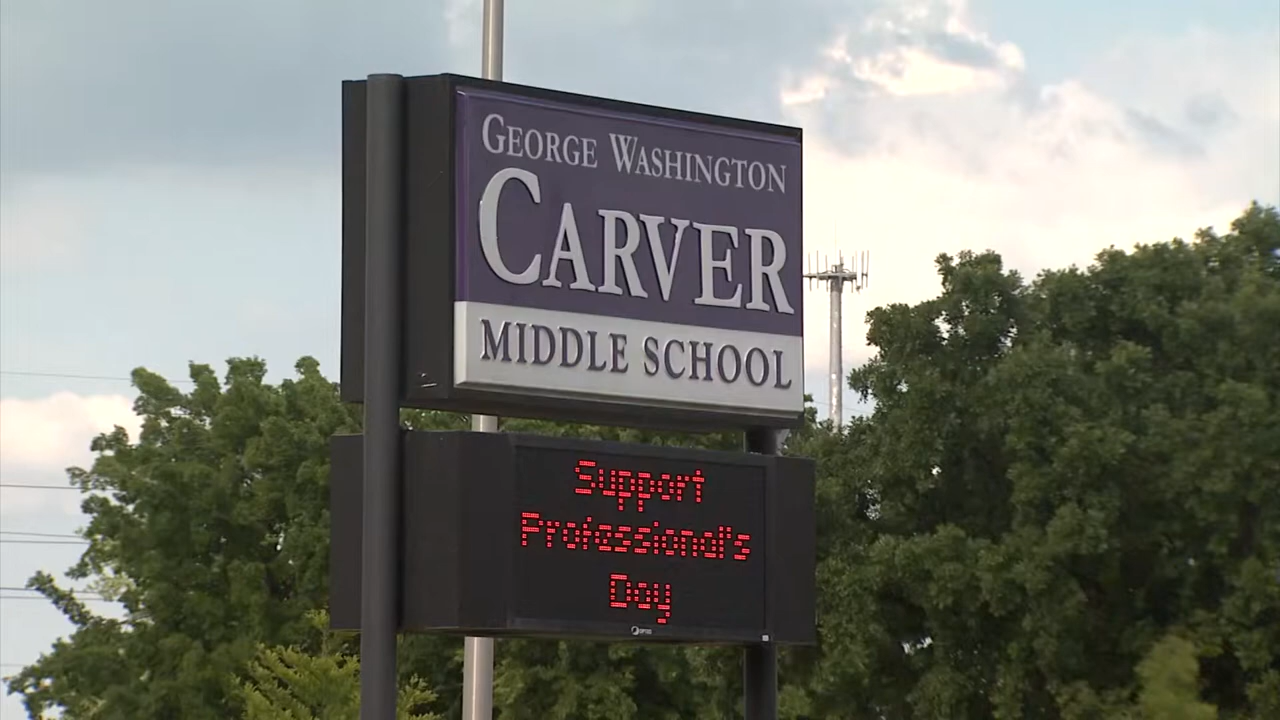 GEORGE WASHINGTON
CARVER
MIDDLE SCHOOL
Support
Professional's
Day